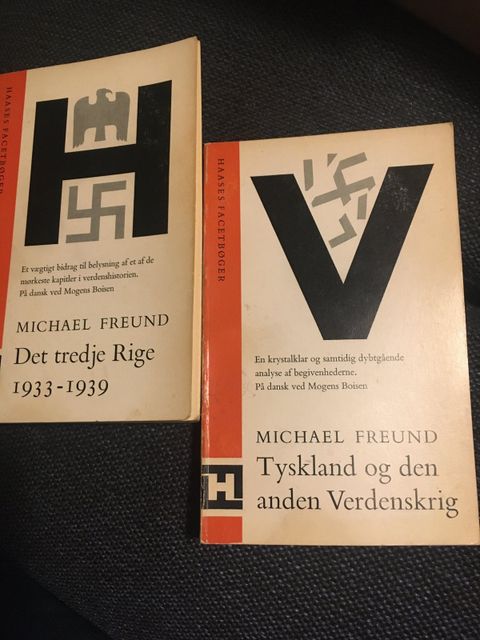 HAASES FACETBØGER
H
Et vægtigt bidrag til belysning af et af de
mørkeste kapitler i verdenshistorien.
På dansk ved Mogens Boisen
MICHAEL FREUND
Det tredje Rige
1933-1939
HAASES FACETBØGER
V
En krystalklar og samtidig dybtgående
analyse af begivenhederne.
På dansk ved Mogens Boisen
MICHAEL FREUND
Tyskland og den
anden Verdenskrig
H